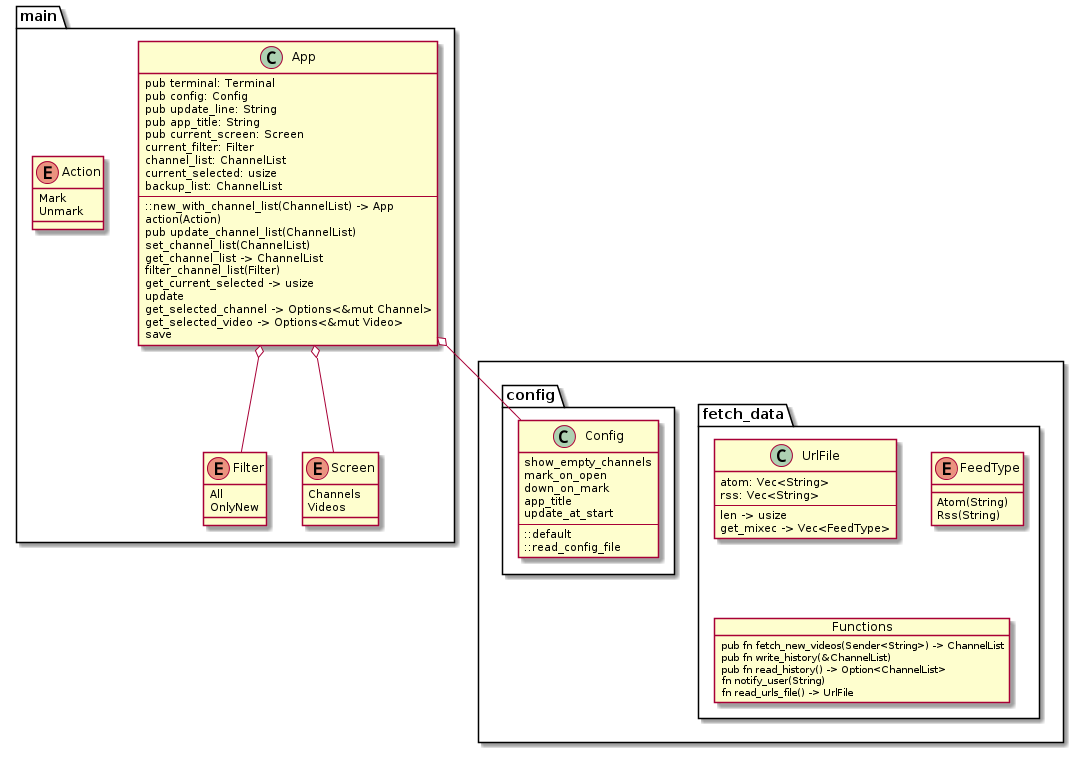 main
C App
pub terminal: Terminal
pub config: Config
pub update_line: String
pub app_title: String
pub current_screen: Screen
current_filter: Filter
channel_list: ChannelList
current_selected: usize
backup_list: ChannelList
::new_with_channel_list(ChannelList) -> App
action(Action)
pub update_channel_list(ChannelList)
set_channel_list(ChannelList)
get_channel_list -> ChannelList
filter_channel_list(Filter)
get_current_selected -> usize
update
get_selected_channel -> Options<&mut Channel>
get_selected_video -> Options<&mut Video>
save
E Action
Mark
Unmark
E Filter
All
OnlyNew
E Screen
Channels
Videos
config
C Config
show_empty_channels
mark_on_open
down_on_mark
app_title
update_at_start
::default
::read_config_file
fetch_data
C UrlFile
atom: Vec<String>
rss: Vec<String>
len -> usize
get_mixec -> Vec<FeedType>
E FeedType
Atom(String)
Rss(String)
Functions
pub fn fetch_new_videos(Sender<String>) -> ChannelList
pub fn write_history(&ChannelList)
pub fn read_history() -> Option<ChannelList>
fn notify_user(String)
fn read_urls_file() -> UrlFile